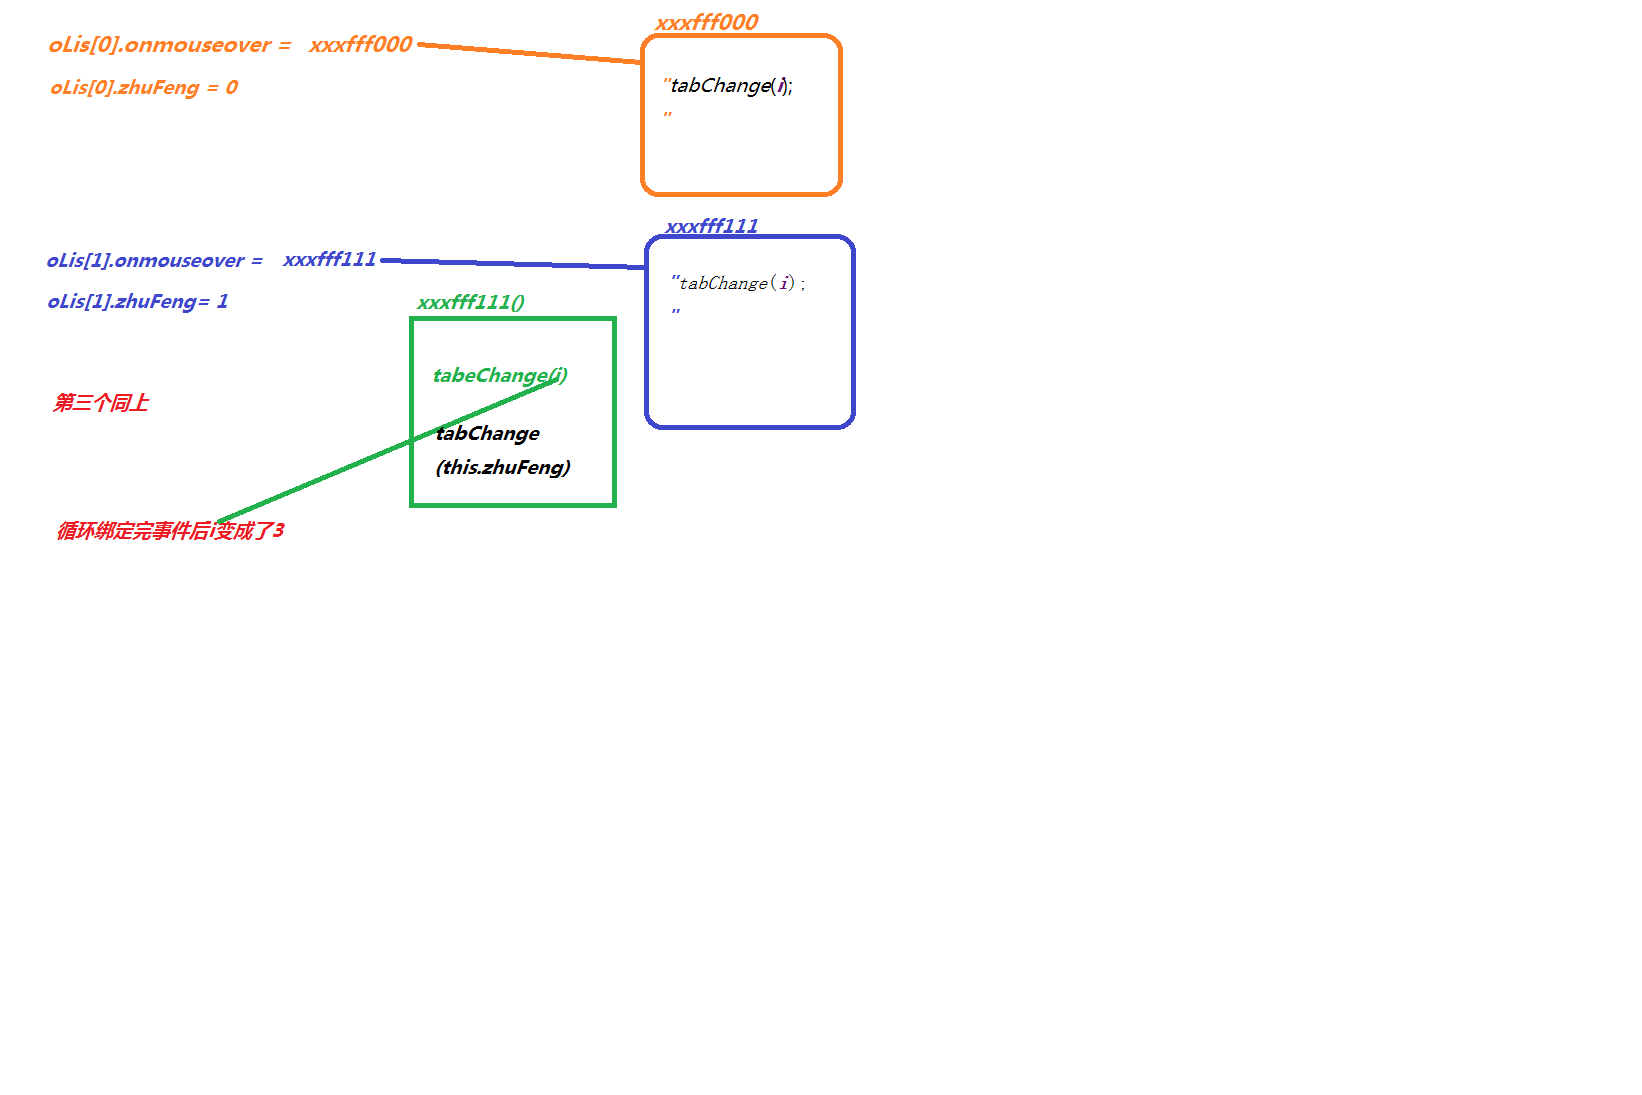 xxxfff000
oLis[0].onmouseover = xxxfff000
oLis[0].zhuFeng = 0
"tabChange(i);
"
xxxfff111
oLis[1].onmouseover = xxxfff111
oLis[1].zhuFeng= 1
"tabChange(i);
"
xxxfff111()
tabeChange(i)
第三个同上
tabChange
(this.zhuFeng)
循环绑定完事件后i变成了3